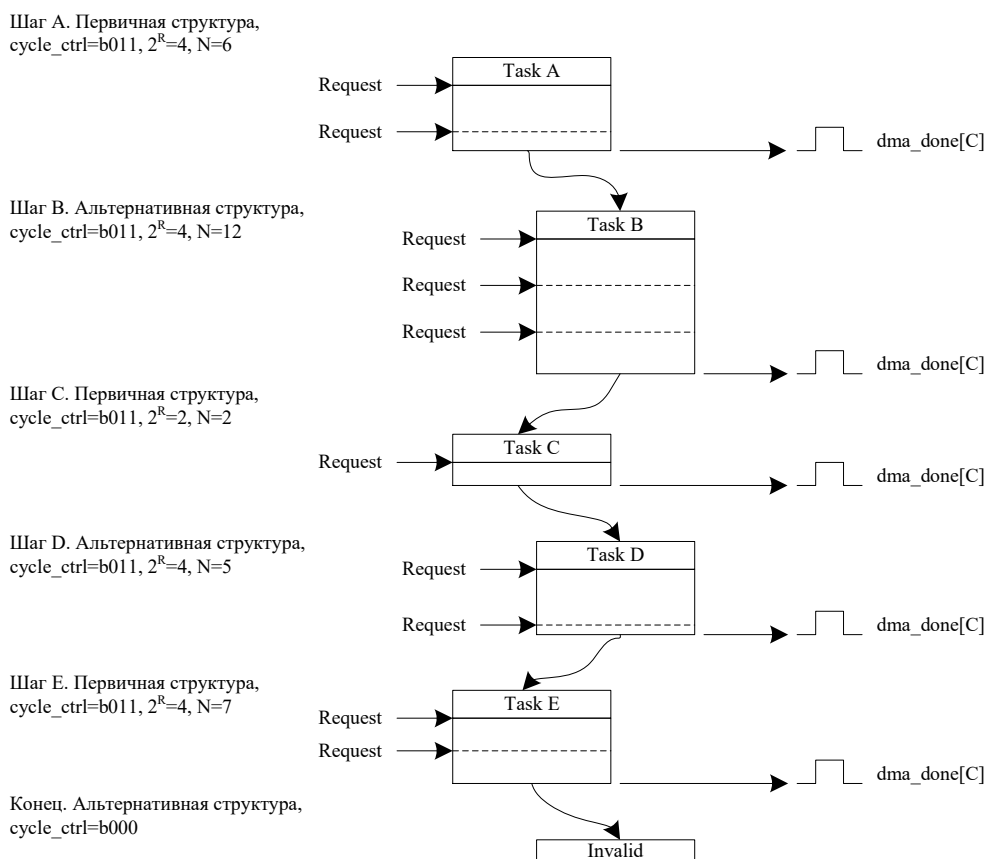 Шаг A. Первичная структура,
cycle_ctrl=b011, 2^R=4, N=6
Task A
Request
Request
dma_done[C]
Шаг B. Альтернативная структура,
cycle_ctrl=b011, 2^R=4, N=12
Task B
Request
Request
Request
dma_done[C]
Шаг C. Первичная структура,
cycle_ctrl=b011, 2^R=2, N=2
Task C
Request
dma_done[C]
Шаг D. Альтернативная структура,
cycle_ctrl=b011, 2^R=4, N=5
Task D
Request
Request
dma_done[C]
Шаг E. Первичная структура,
cycle_ctrl=b011, 2^R=4, N=7
Task E
Request
Request
dma_done[C]
Конец. Альтернативная структура,
cycle_ctrl=b000
Invalid